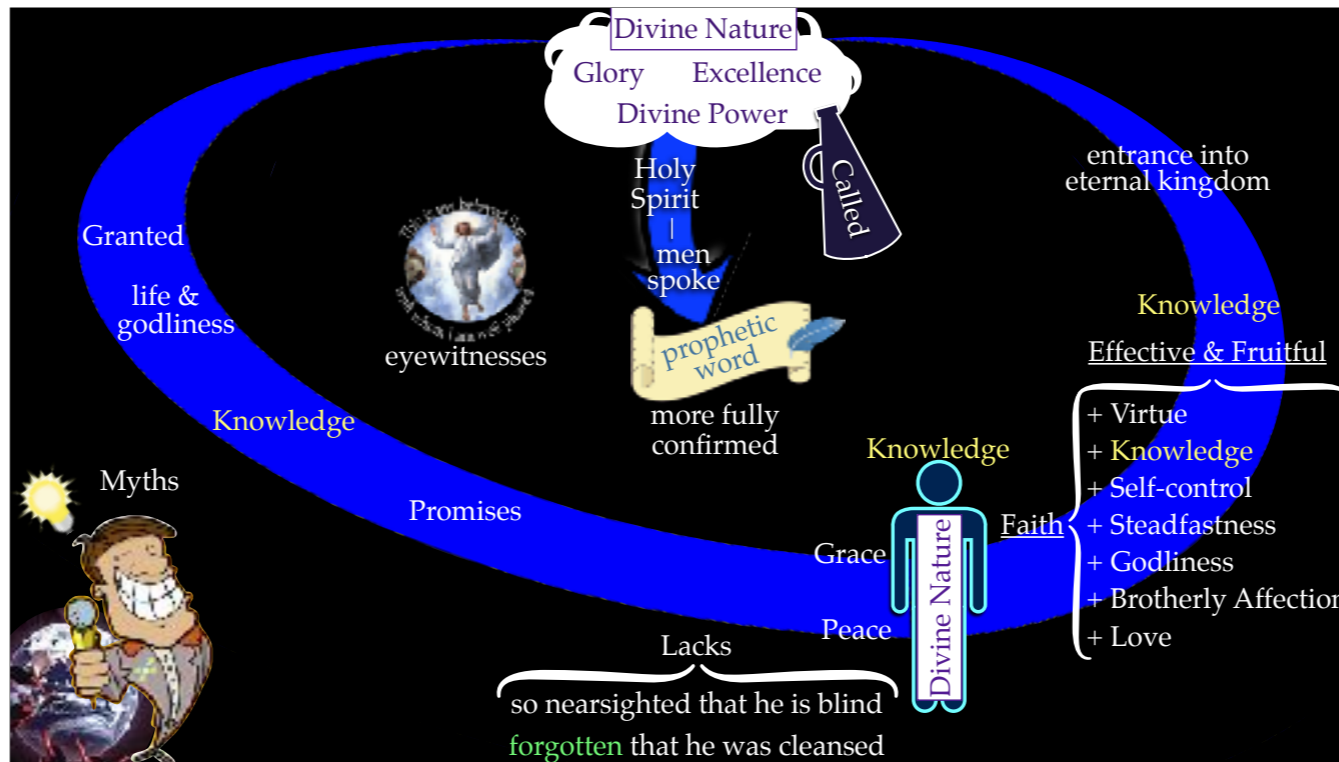 Divine Nature
Glory Excellence
Divine Power
Called
Holy
Spirit
|
men
spoke
prophetic
word
more fully
confirmed
eyewitnesses
Granted
life &
godliness
Knowledge
Promises
Grace
Peace
Knowledge
Divine Nature
Faith
entrance into
eternal kingdom
Knowledge
Effective & Fruitful
+ Virtue
+ Knowledge
+ Self-control
+ Steadfastness
+ Godliness
+ Brotherly Affection
+ Love
Myths
Lacks
so nearsighted that he is blind
forgotten that he was cleansed